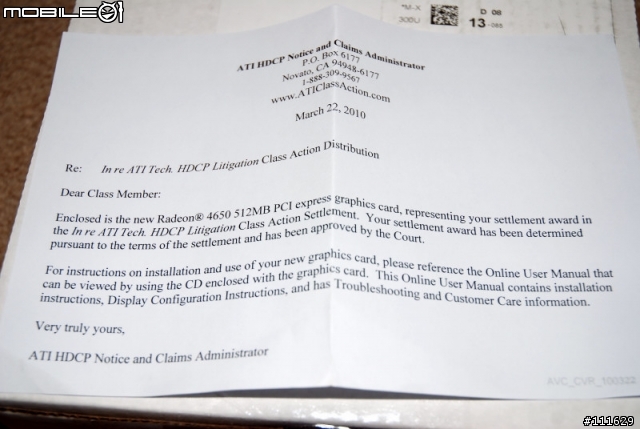 MOBILE01
"M-X
300U
D 08
13
ATI HDCP Notice and Claims Administrator
P.O. Box 6177
Novato, CA 94948-6177
1-888-309-9567
www.ATIClassAction.com
March 22, 2010
Re: In re ATI Tech. HDCP Litigation Class Action Distribution
Dear Class Member:
Enclosed is the new Radeon® 4650 512MB PCI express graphics card, representing your settlement award in
the In re ATI Tech. HDCP Litigation Class Action Settlement. Your settlement award has been determined
pursuant to the terms of the settlement and has been approved by the Court.
For instructions on installation and use of your new graphics card, please reference the Online User Manual that
can be viewed by using the CD enclosed with the graphics card. This Online User Manual contains installation
instructions, Display Configuration Instructions, and has Troubleshooting and Customer Care information.
Very truly yours,
ATI HDCP Notice and Claims Administrator
AVC_CVR_100322
#111629